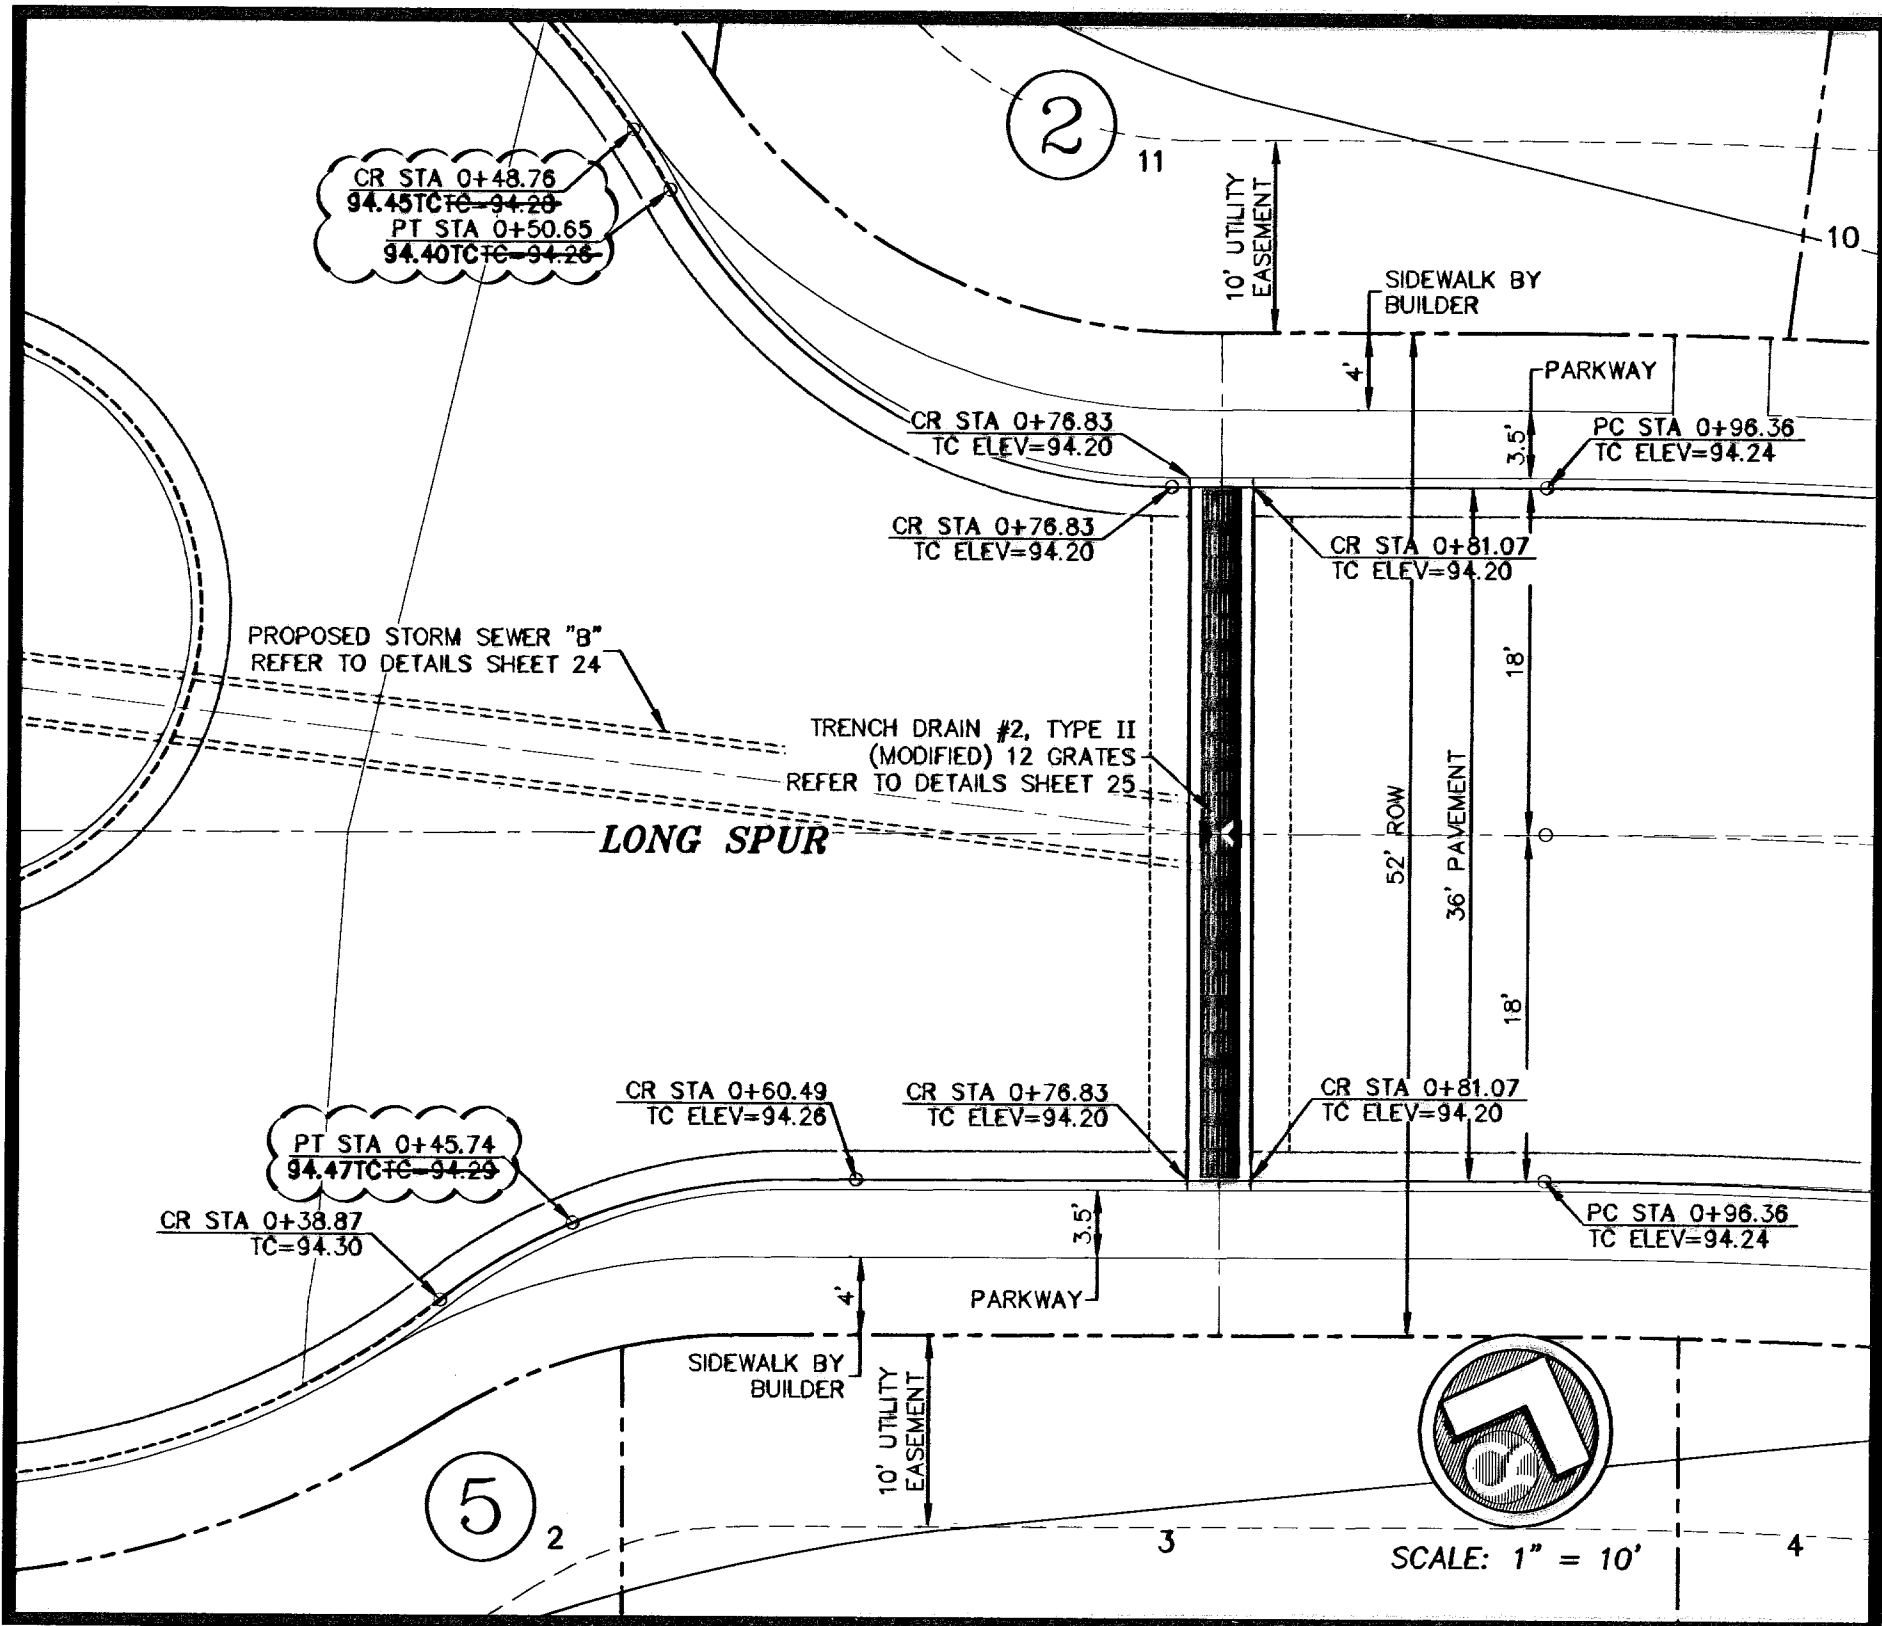 2
11
10
10' UTILITY
EASEMENT
CR STA 0+48.76
94.45TC TC=94.28
PT STA 0+50.65
94.40TC TC=94.26
SIDEWALK BY
BUILDER
4'
PARKWAY
3.5'
CR STA 0+76.83
TC ELEV=94.20
PC STA 0+96.36
TC ELEV=94.24
CR STA 0+76.83
TC ELEV=94.20
CR STA 0+81.07
TC ELEV=94.20
PROPOSED STORM SEWER "B"
REFER TO DETAILS SHEET 24
18'
TRENCH DRAIN #2, TYPE II
(MODIFIED) 12 GRATES
REFER TO DETAILS SHEET 25
LONG SPUR
52' ROW
36' PAVEMENT
18'
CR STA 0+60.49
TC ELEV=94.26
CR STA 0+76.83
TC ELEV=94.20
CR STA 0+81.07
TC ELEV=94.20
PT STA 0+45.74
94.47TC TC=94.29
CR STA 0+38.87
TC=94.30
3.5'
PC STA 0+96.36
TC ELEV=94.24
4'
PARKWAY
SIDEWALK BY
BUILDER
10' UTILITY
EASEMENT
5
2
3
4
SCALE: 1" = 10'